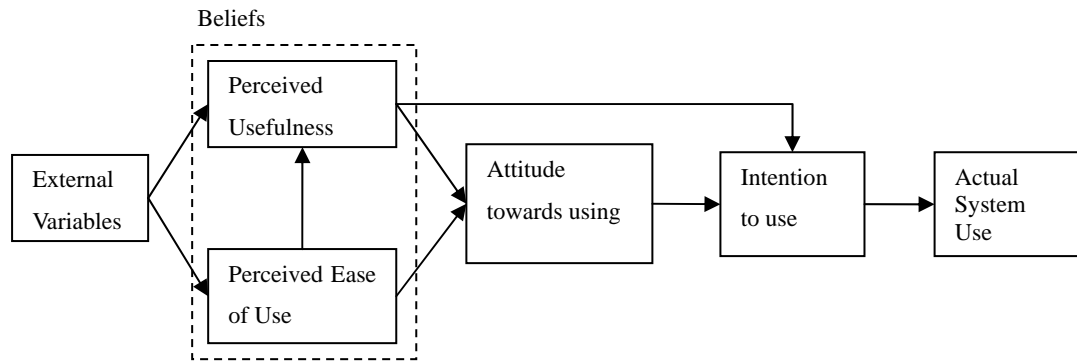 Beliefs
Perceived
Usefulness
External
Variables
Perceived Ease
of Use
Attitude
towards using
Intention
to use
Actual
System
Use